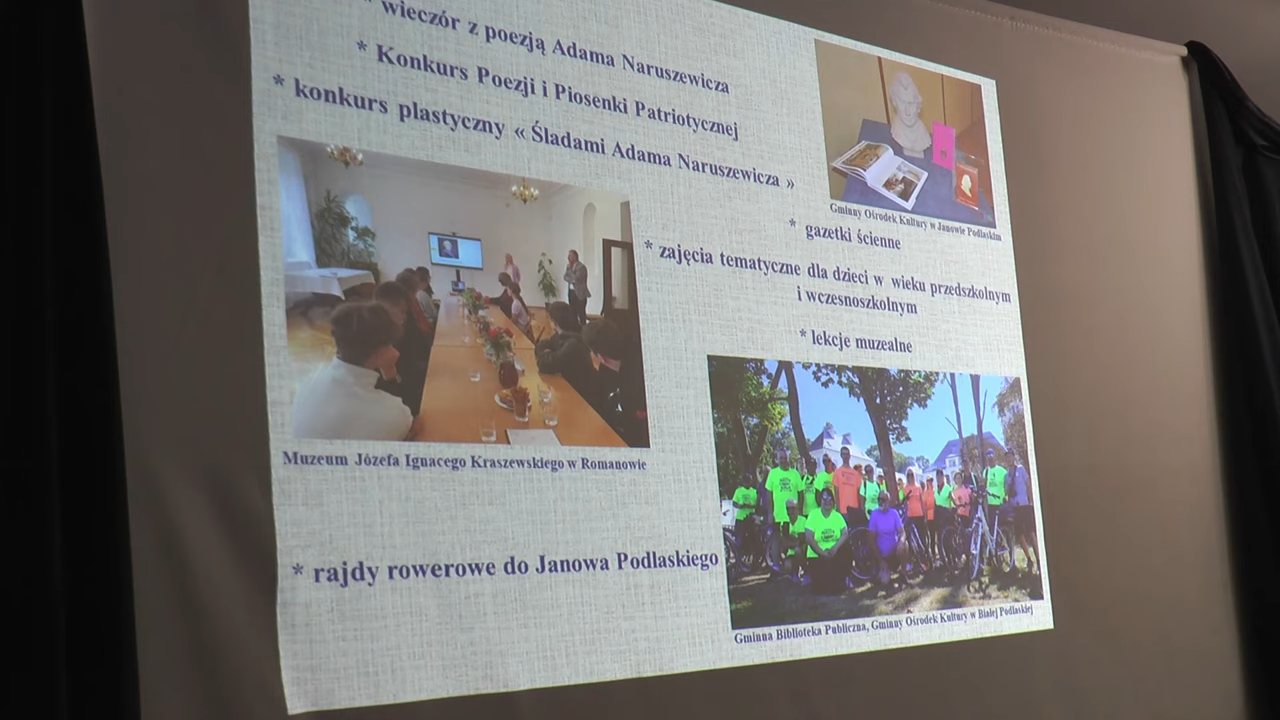 * wieczór z poezją Adama Naruszewicza
* Konkurs Poezji i Piosenki Patriotycznej
* konkurs plastyczny « Śladami Adama Naruszewicza »
Gminny Ośrodek Kultury w Janowie Podlaskim
* gazetki ścienne
* zajęcia tematyczne dla dzieci w wieku przedszkolnym
i wczesnoszkolnym
* lekcje muzealne
Muzeum Józefa Ignacego Kraszewskiego w Romanowie
* rajdy rowerowe do Janowa Podlaskiego
Gminna Biblioteka Publiczna, Gminny Ośrodek Kultury w Białej Podlaskiej